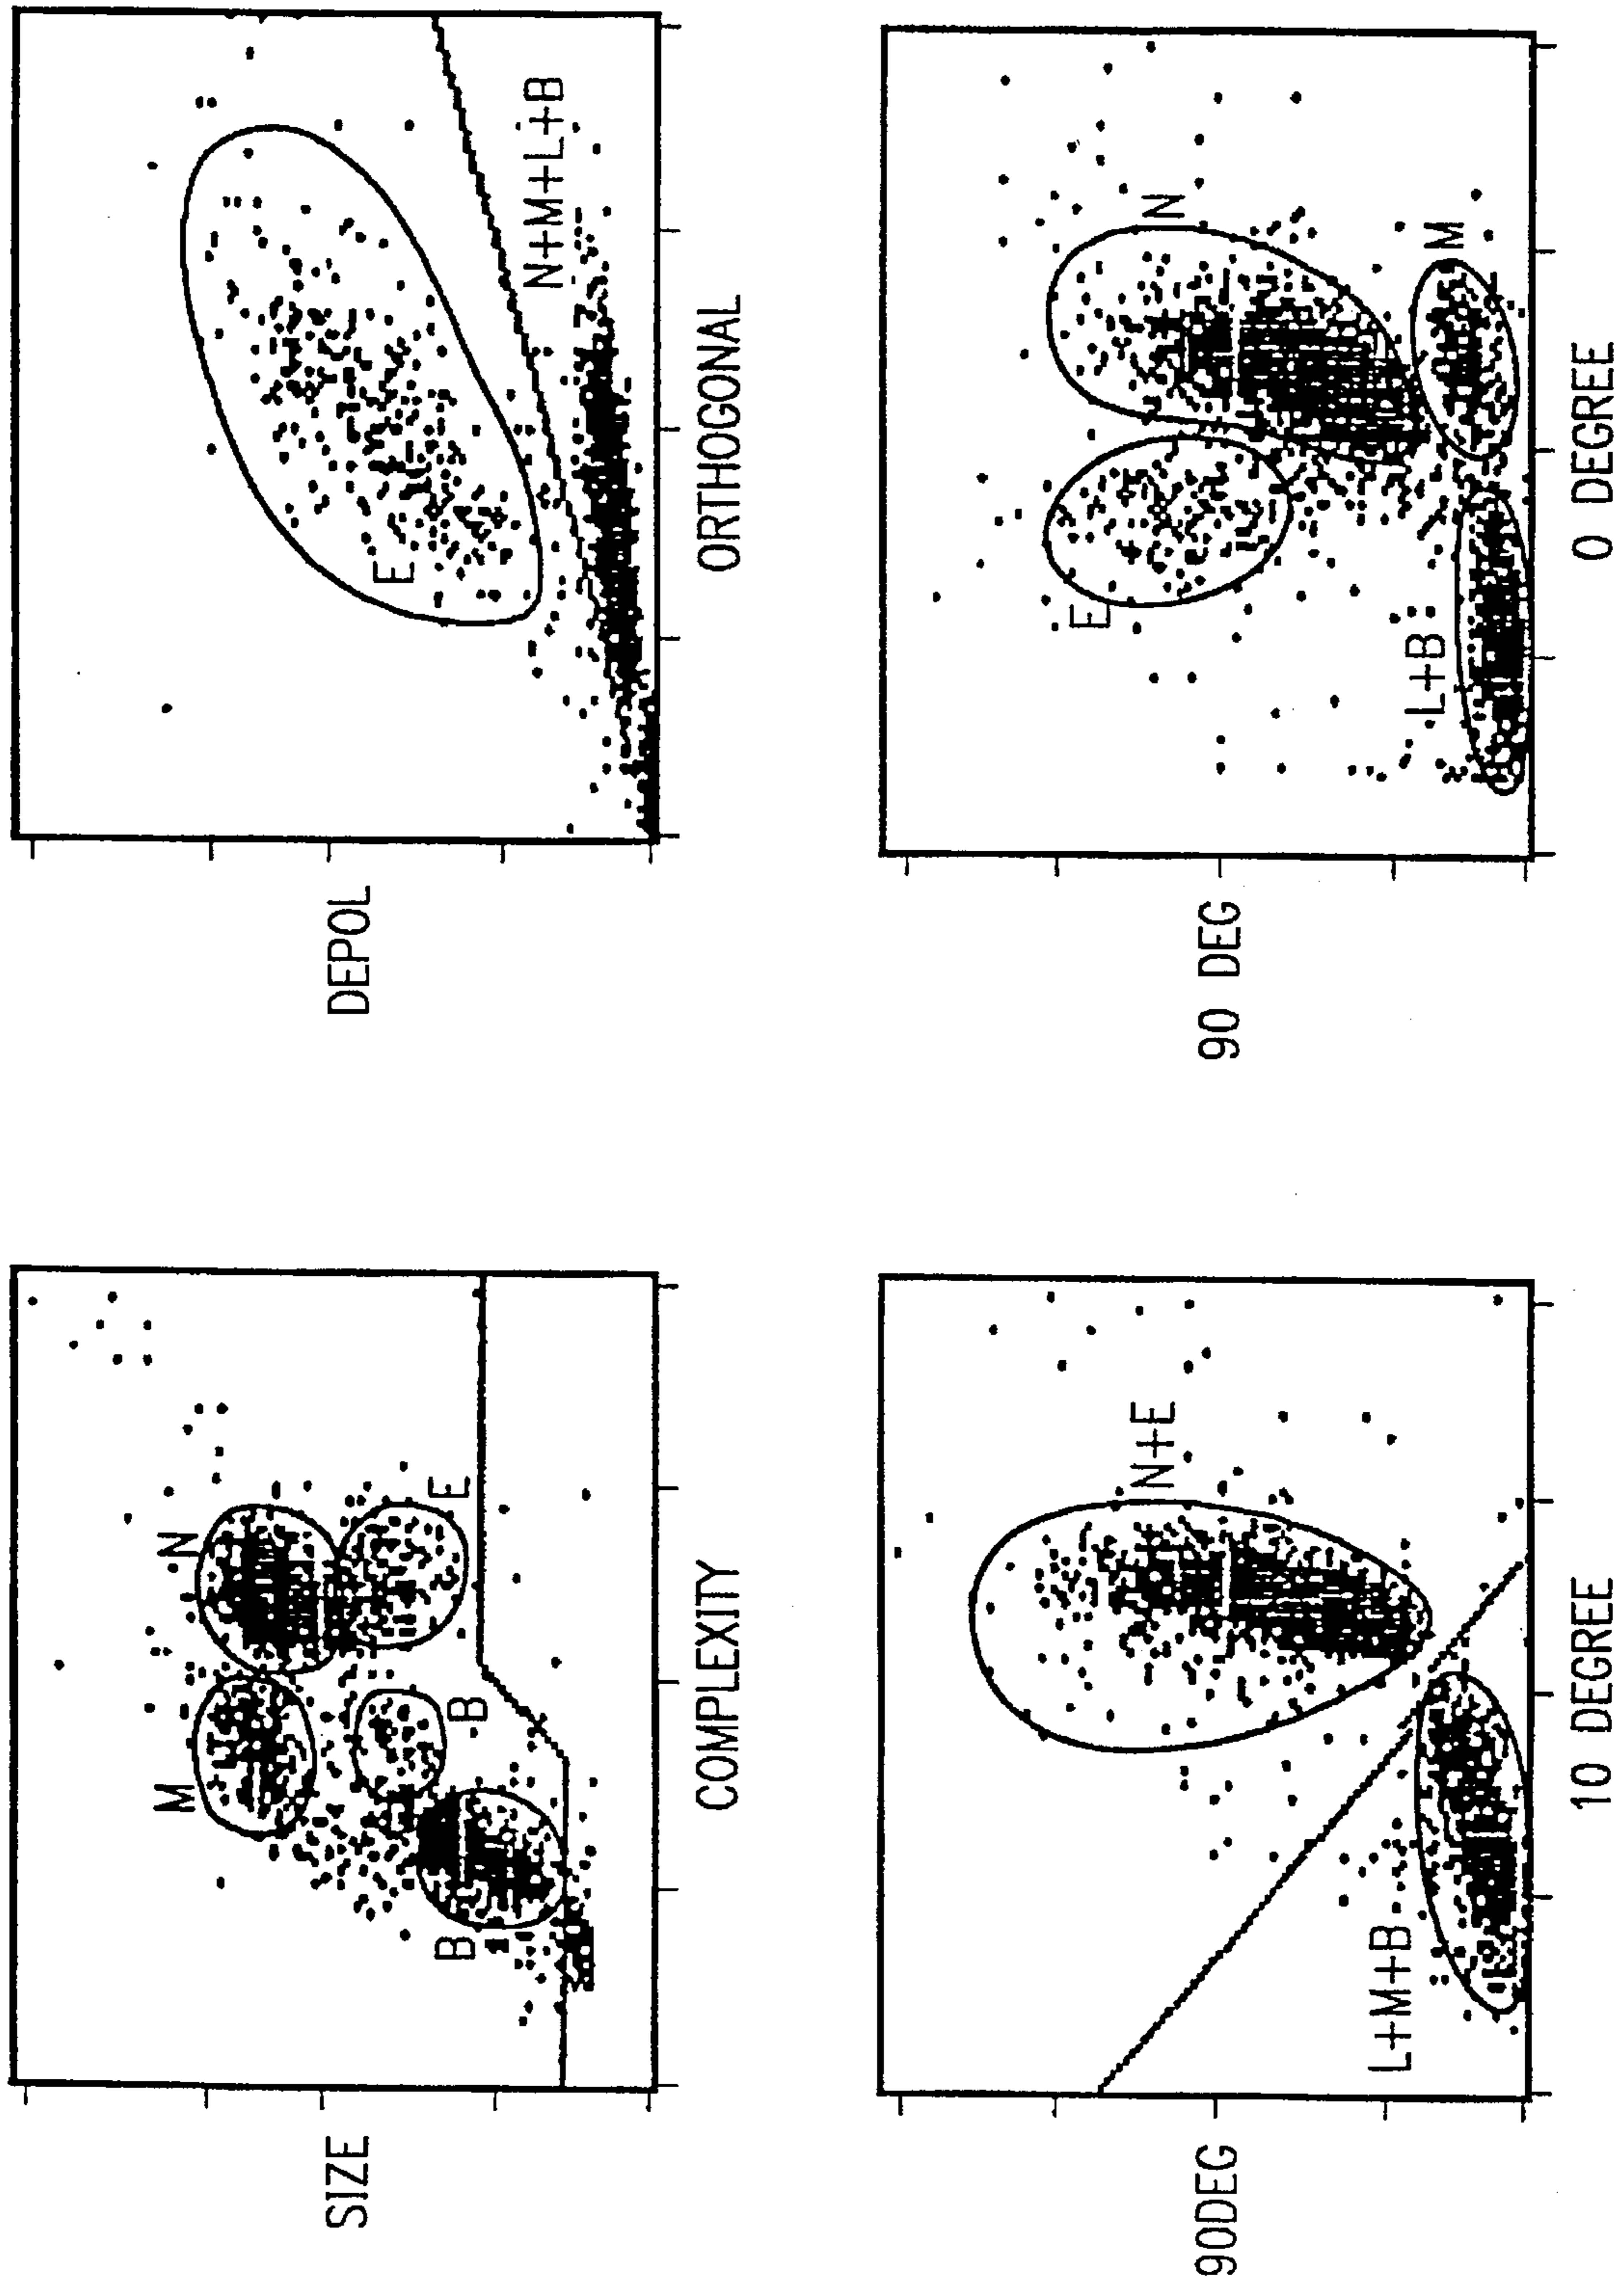 SIZE
M
N
B
B
E
COMPLEXITY
DEPOL
E
N+M+L+B
ORTHOGONAL
90DEG
N+E
L+M+B
10 DEGREE
90 DEG
E
N
L+B
M
0 DEGREE